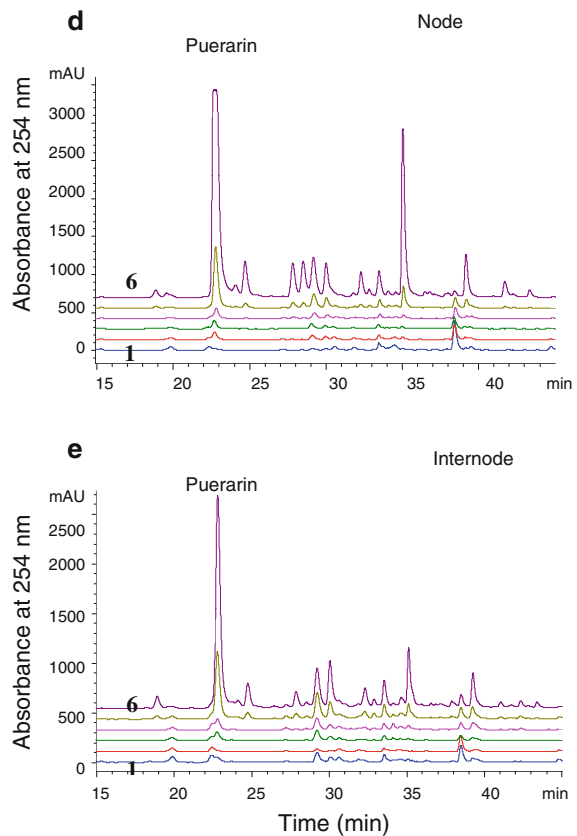 d
Node
Puerarin
mAU
3000
2500
2000
1500
1000
500
0
Absorbance at 254 nm
6
1
15 20 25 30 35 40 min
e
Internode
Puerarin
mAU
2500
2000
1500
1000
500
0
Absorbance at 254 nm
6
1
15 20 25 30 35 40 min
Time (min)